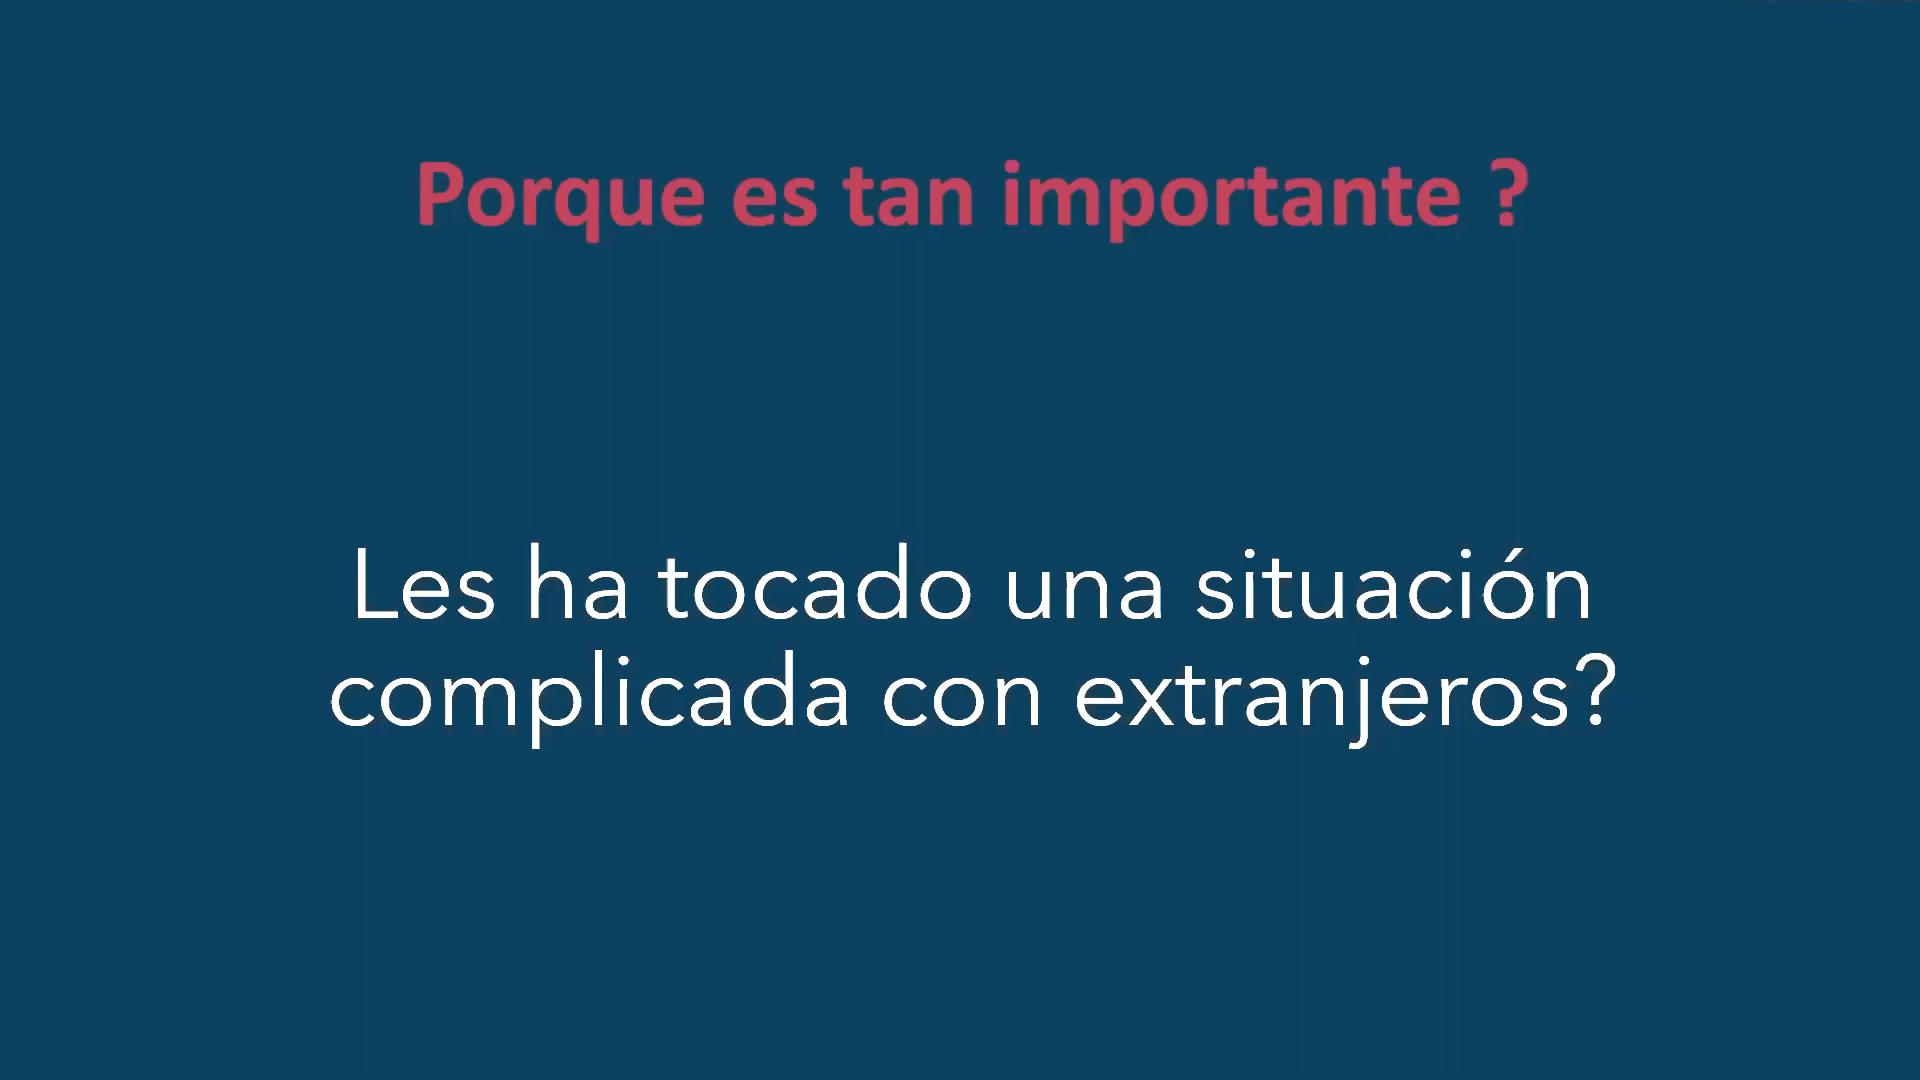 Porque es tan importante ?
Les ha tocado una situación
complicada con extranjeros?